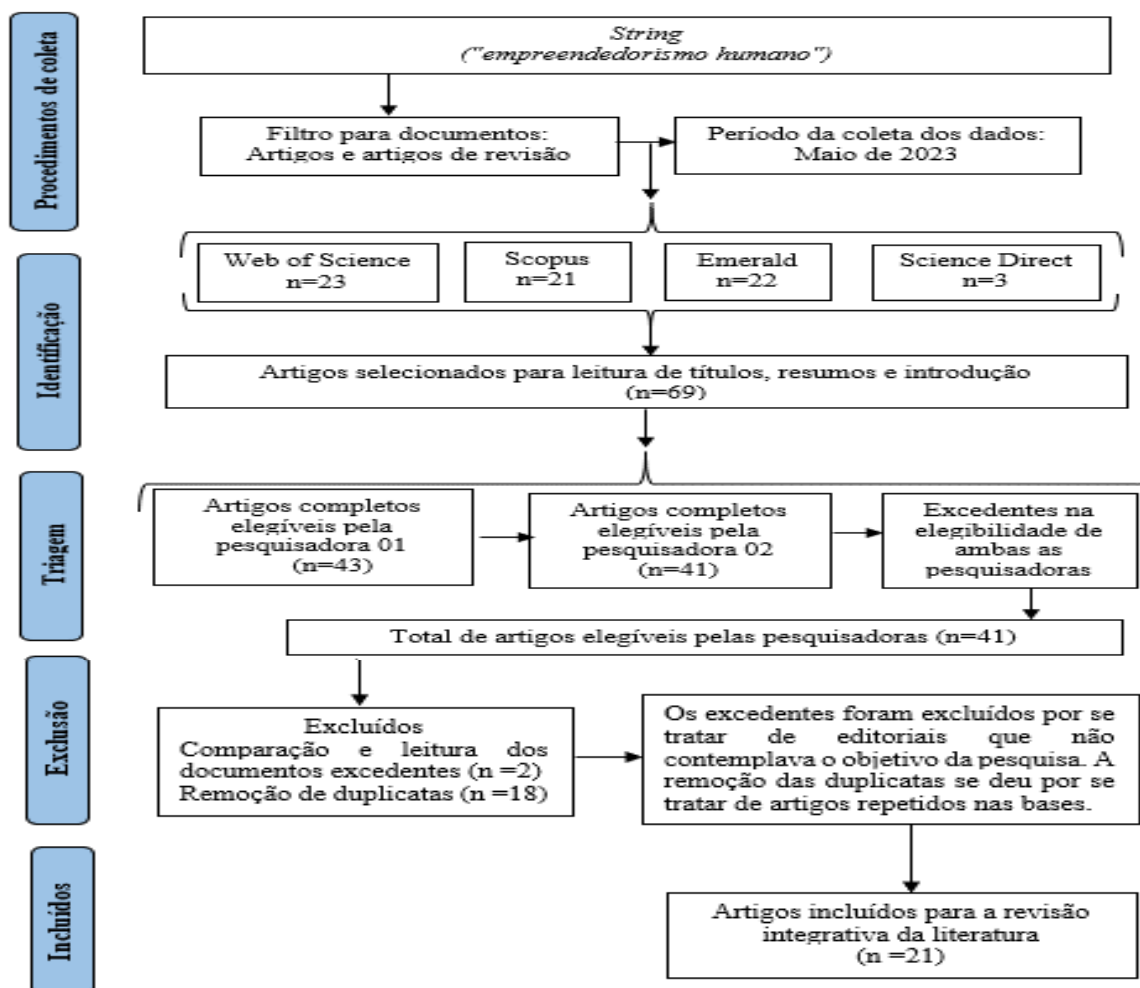 Procedimentos de coleta
String
("empreendedorismo humano")
Filtro para documentos:
Artigos e artigos de revisão
Período da coleta dos dados:
Maio de 2023
Identificação
Web of Science
n=23
Scopus
n=21
Emerald
n=22
Science Direct
n=3
Artigos selecionados para leitura de títulos, resumos e introdução
(n=69)
Triagem
Artigos completos
elegíveis pela
pesquisadora 01
(n=43)
Artigos completos
elegíveis pela
pesquisadora 02
(n=41)
Excedentes na
elegibilidade de
ambas as
pesquisadoras
Total de artigos elegíveis pelas pesquisadoras (n=41)
Exclusão
Excluídos
Comparação e leitura dos
documentos excedentes (n =2)
Remoção de duplicatas (n =18)
Os excedentes foram excluídos por se
tratar de editoriais que não
contemplava o objetivo da pesquisa. A
remoção das duplicatas se deu por se
tratar de artigos repetidos nas bases.
Incluídos
Artigos incluídos para a revisão
integrativa da literatura
(n =21)